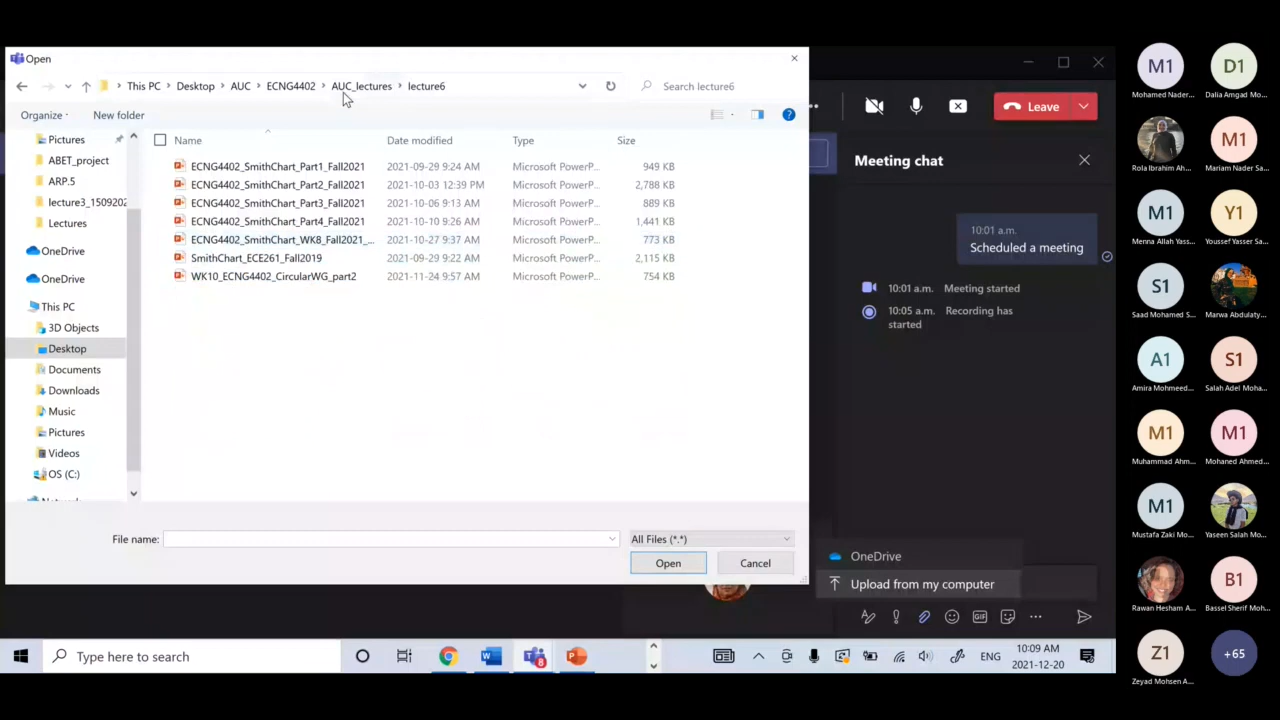 Open
This PC > Desktop > AUC > ECNG4402 > AUC_lectures > lecture6
Search lecture6
Organize
New folder
Pictures
ABET_project
ARP.5
lecture3_1509202
Lectures
OneDrive
OneDrive
This PC
3D Objects
Desktop
Documents
Downloads
Music
Pictures
Videos
OS (C:)
Name Date modified Type Size
ECNG4402_SmithChart_Part1_Fall2021 2021-09-29 9:24 AM Microsoft PowerP... 949 KB
ECNG4402_SmithChart_Part2_Fall2021 2021-10-03 12:39 PM Microsoft PowerP... 2,788 KB
ECNG4402_SmithChart_Part3_Fall2021 2021-10-06 9:13 AM Microsoft PowerP... 889 KB
ECNG4402_SmithChart_Part4_Fall2021 2021-10-10 9:26 AM Microsoft PowerP... 1,441 KB
ECNG4402_SmithChart_WK8_Fall2021_... 2021-10-27 9:37 AM Microsoft PowerP... 773 KB
SmithChart_ECE261_Fall2019 2021-09-29 9:22 AM Microsoft PowerP... 2,115 KB
WK10_ECNG4402_CircularWG_part2 2021-11-24 9:57 AM Microsoft PowerP... 754 KB
File name:
All Files (*.*)
Open
Cancel
Leave
Meeting chat
10:01 a.m.
Scheduled a meeting
10:01 a.m. Meeting started
10:05 a.m. Recording has
started
OneDrive
Upload from my computer
GIF
Type here to search
8
ENG
10:09 AM
2021-12-20
M1
Mohamed Nader...
D1
Dalia Amgad Mo...
Rola Ibrahim Ah...
M1
Mariam Nader Sa...
M1
Menna Allah Yass...
Y1
Youssef Yasser Sa...
S1
Saad Mohamed S...
Marwa Abdulaty...
A1
Amira Mohmeed...
S1
Salah Adel Moha...
M1
Muhammad Ahm...
M1
Mohaned Ahmed...
M1
Mustafa Zaki Mo...
Yaseen Salah Mo...
Rawan Hesham A...
B1
Bassel Sherif Moh...
Z1
Zeyad Mohsen A...
+65